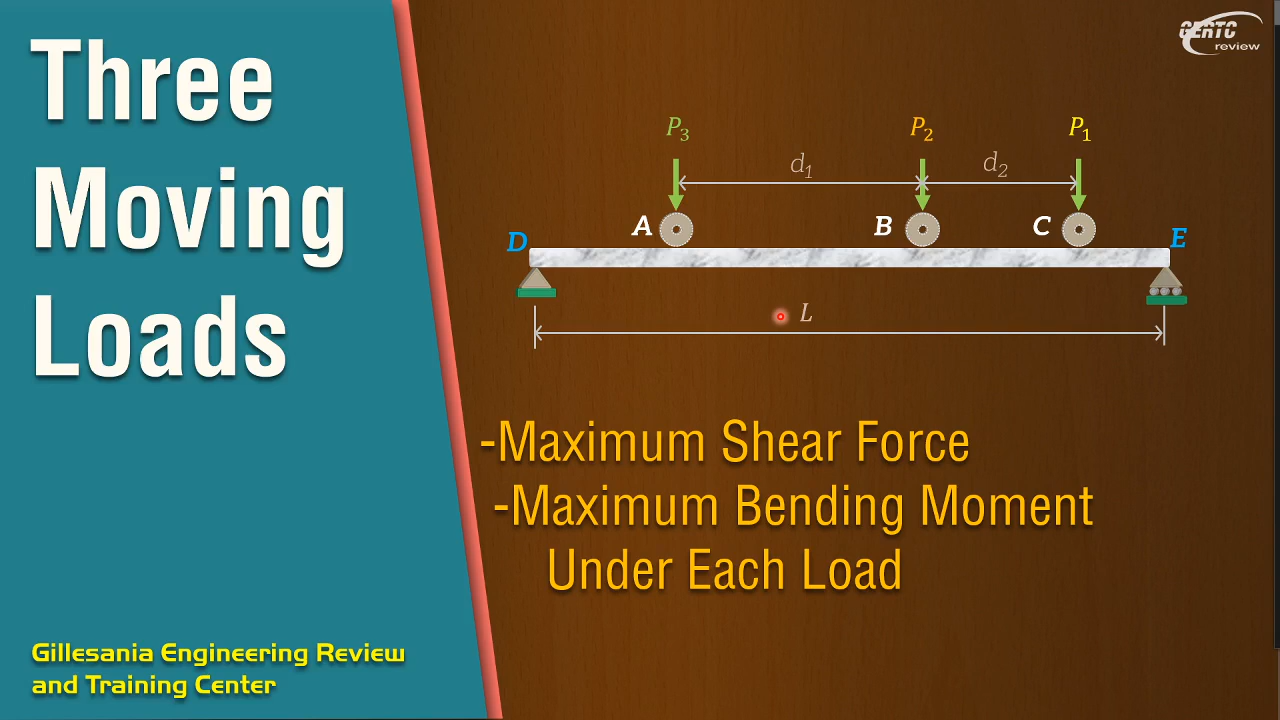 Three
Moving
Loads
GERTC
review
P3
P2
P1
d1
d2
A
B
C
D
E
L
-Maximum Shear Force
-Maximum Bending Moment
Under Each Load
Gillesania Engineering Review
and Training Center